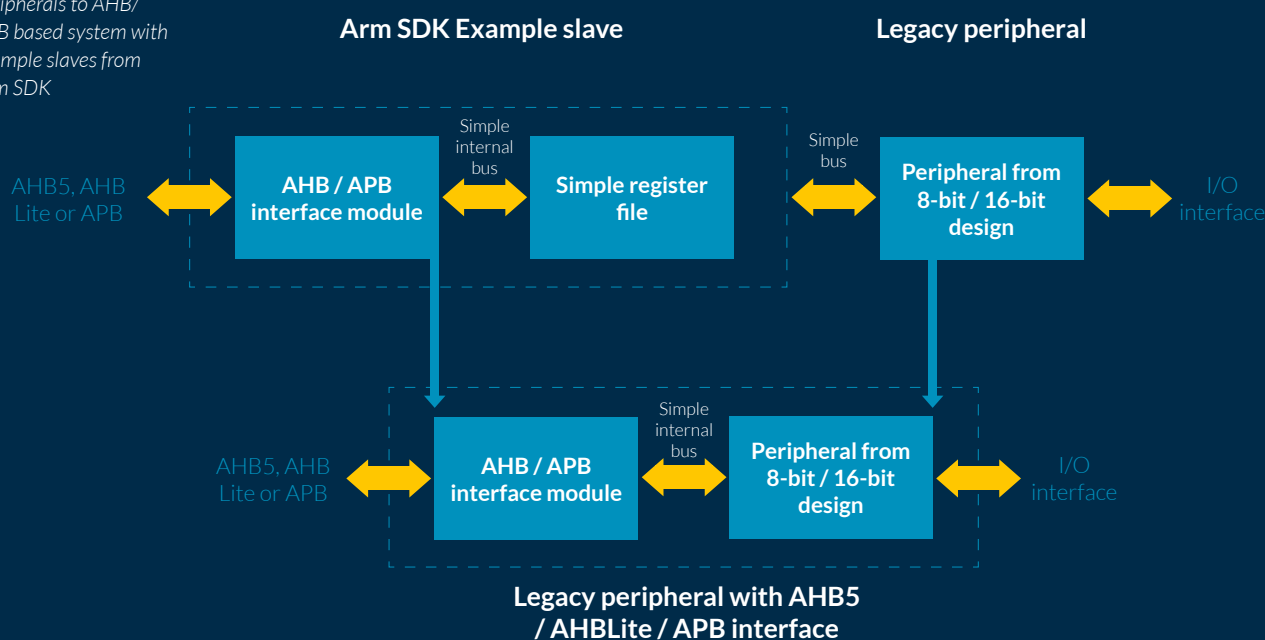 to AHB/
based system with
slaves from
SDK
Arm SDK Example slave
Legacy peripheral
Simple
internal
bus
Simple
bus
AHB5, AHB
Lite or APB
AHB / APB
interface module
Simple register
file
Peripheral from
8-bit / 16-bit
design
I/O
interface
Simple
internal
bus
AHB5, AHB
Lite or APB
AHB / APB
interface module
Peripheral from
8-bit / 16-bit
design
I/O
interface
Legacy peripheral with AHB5
/ AHBLite / APB interface